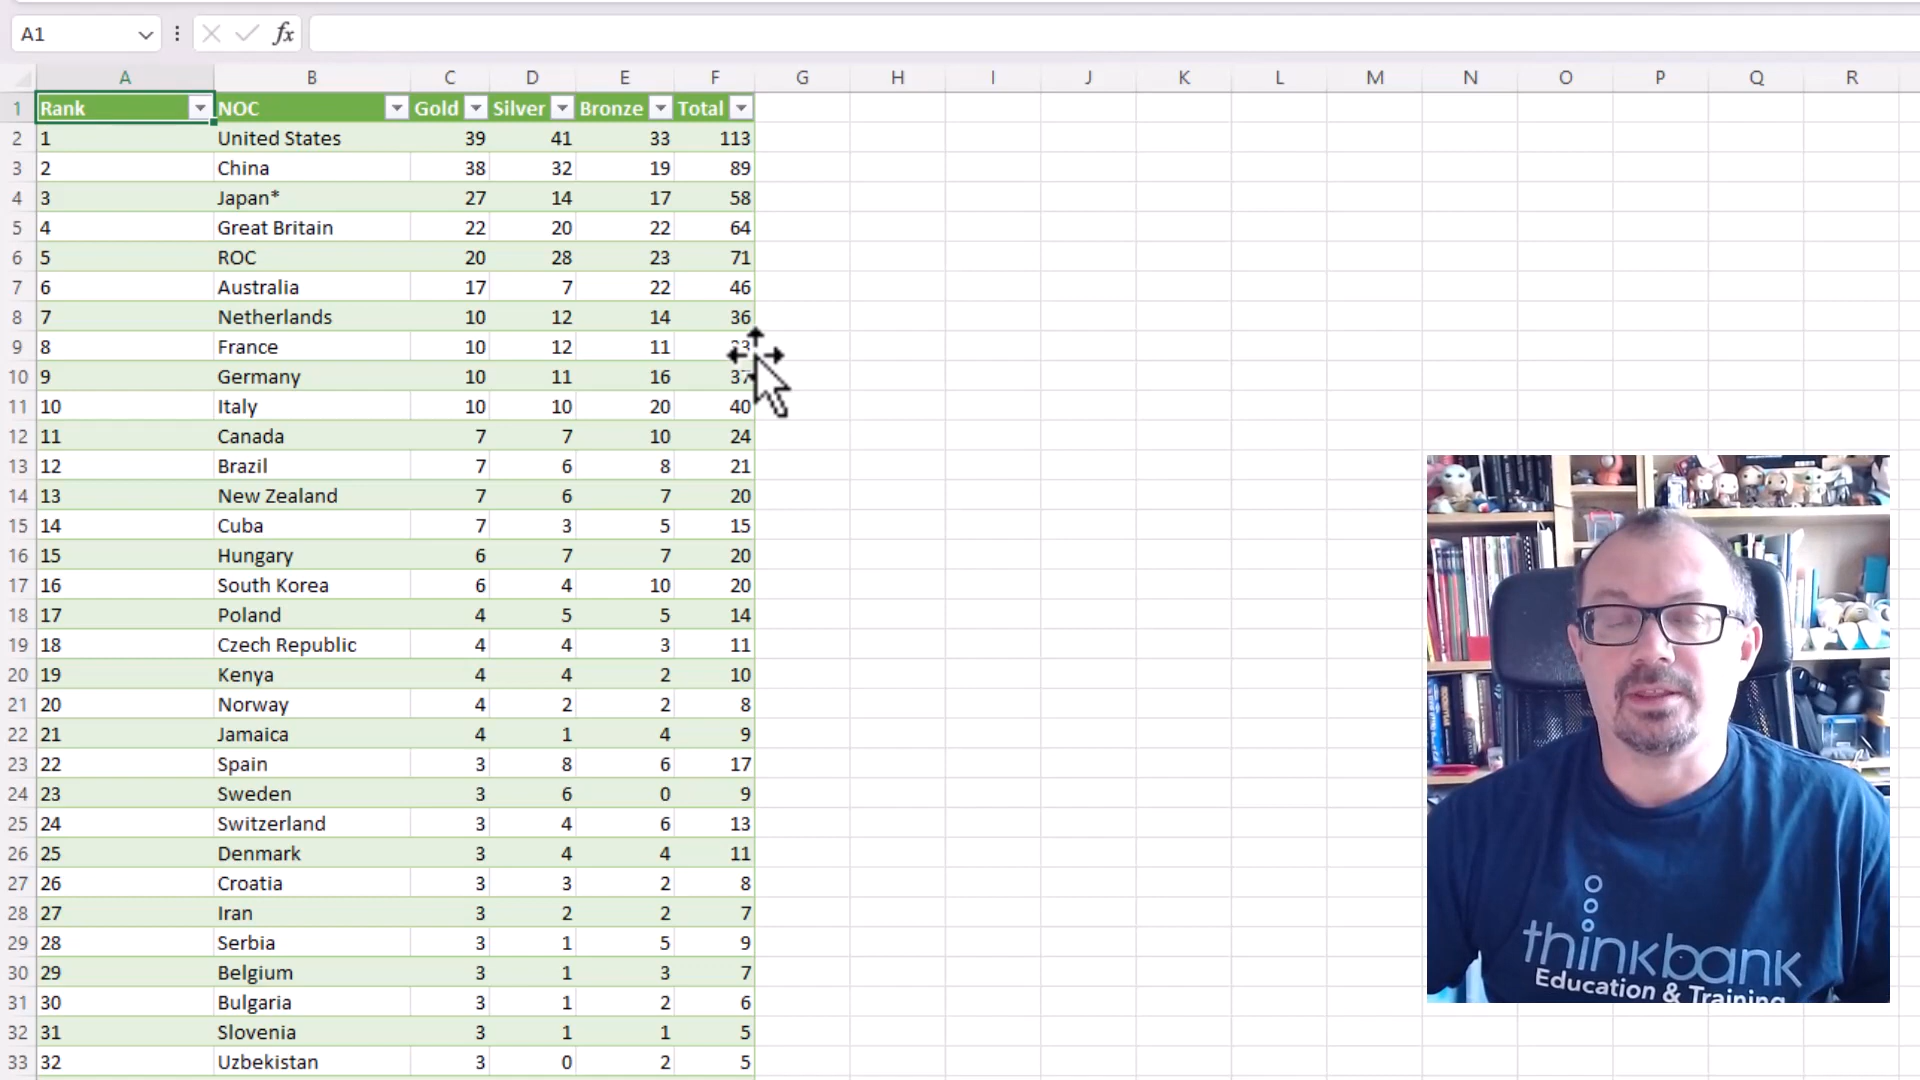 A1 fx
A B C D E F G H I J K L M N O P Q R
1 Rank NOC Gold Silver Bronze Total
2 1 United States 39 41 33 113
3 2 China 38 32 19 89
4 3 Japan* 27 14 17 58
5 4 Great Britain 22 20 22 64
6 5 ROC 20 28 23 71
7 6 Australia 17 7 22 46
8 7 Netherlands 10 12 14 36
9 8 France 10 12 11
10 9 Germany 10 11 16 37
11 10 Italy 10 10 20 40
12 11 Canada 7 7 10 24
13 12 Brazil 7 6 8 21
14 13 New Zealand 7 6 7 20
15 14 Cuba 7 3 5 15
16 15 Hungary 6 7 7 20
17 16 South Korea 6 4 10 20
18 17 Poland 4 5 5 14
19 18 Czech Republic 4 4 3 11
20 19 Kenya 4 4 2 10
21 20 Norway 4 2 2 8
22 21 Jamaica 4 1 4 9
23 22 Spain 3 8 6 17
24 23 Sweden 3 6 0 9
25 24 Switzerland 3 4 6 13
26 25 Denmark 3 4 4 11
27 26 Croatia 3 3 2 8
28 27 Iran 3 2 2 7
29 28 Serbia 3 1 5 9
30 29 Belgium 3 1 3 7
31 30 Bulgaria 3 1 2 6
32 31 Slovenia 3 1 1 5
33 32 Uzbekistan 3 0 2 5
thinkbank
Education & Training